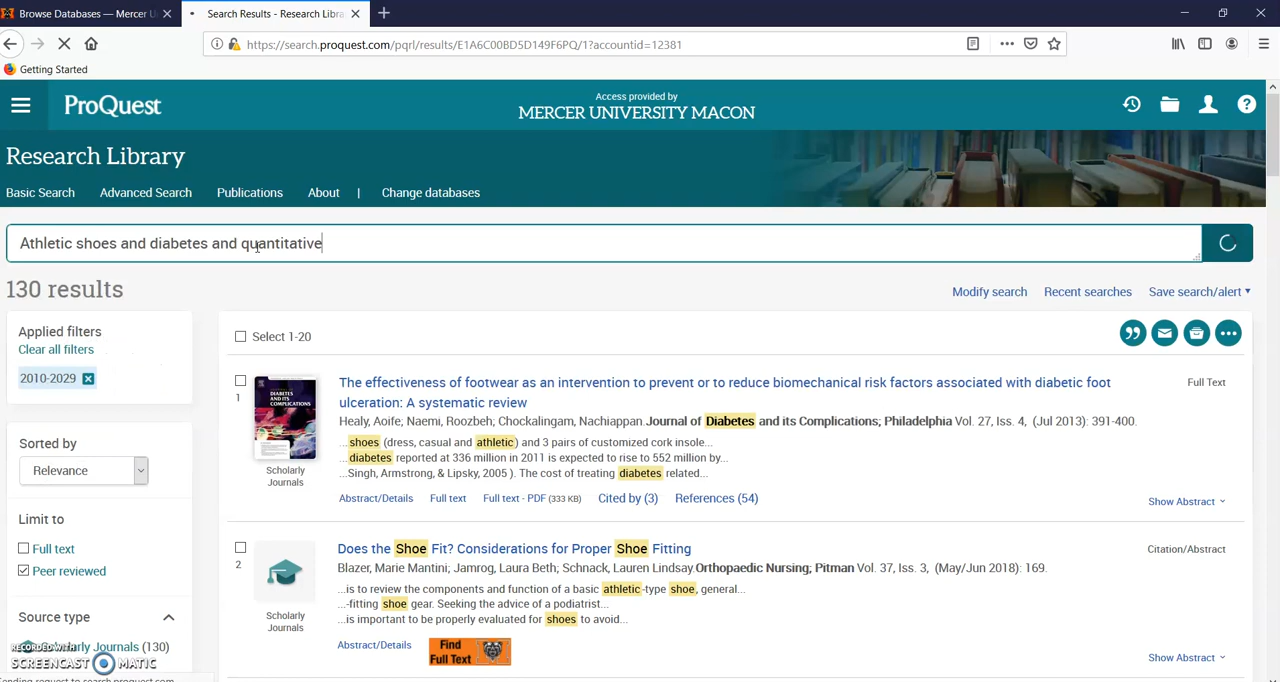 Browse Databases — Mercer U
Search Results - Research Libra
Getting Started
https://search.proquest.com/pqrl/results/E1A6C00BD5D149F6PQ/1?accountid=12381
ProQuest
Access provided by
MERCER UNIVERSITY MACON
Research Library
Basic Search Advanced Search Publications About | Change databases
Athletic shoes and diabetes and quantitative
130 results
Modify search Recent searches Save search/alert
Applied filters
Clear all filters
2010-2029
Sorted by
Relevance
Limit to
Full text
Peer reviewed
Source type
Scholarly Journals (130)
RECORDED WITH
SCREENCAST MATIC
Sending request to search.proquest.com...
Select 1-20
1
The effectiveness of footwear as an intervention to prevent or to reduce biomechanical risk factors associated with diabetic foot
ulceration: A systematic review
Full Text
Healy, Aoife; Naemi, Roozbeh; Chockalingam, Nachiappan. Journal of Diabetes and its Complications; Philadelphia Vol. 27, Iss. 4, (Jul 2013): 391-400.
...shoes (dress, casual and athletic) and 3 pairs of customized cork insole...
...diabetes reported at 336 million in 2011 is expected to rise to 552 million by...
...Singh, Armstrong, & Lipsky, 2005 ). The cost of treating diabetes related...
DIABETES
AND ITS
COMPLICATIONS
Scholarly
Journals
Abstract/Details Full text Full text - PDF (333 KB) Cited by (3) References (54)
Show Abstract
2
Does the Shoe Fit? Considerations for Proper Shoe Fitting
Citation/Abstract
Blazer, Marie Mantini; Jamrog, Laura Beth; Schnack, Lauren Lindsay. Orthopaedic Nursing; Pitman Vol. 37, Iss. 3, (May/Jun 2018): 169.
...is to review the components and function of a basic athletic-type shoe, general...
...-fitting shoe gear. Seeking the advice of a podiatrist...
...is important to be properly evaluated for shoes to avoid...
Scholarly
Journals
Abstract/Details
Find
Full Text
Show Abstract